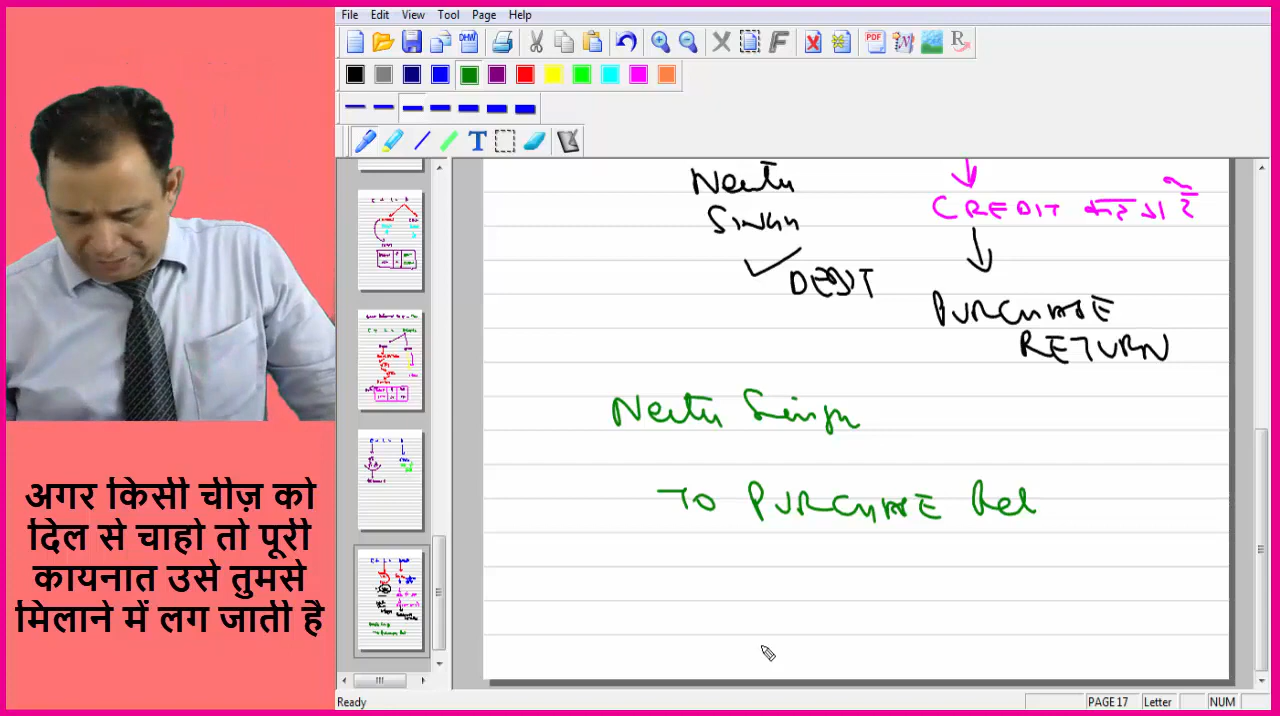 File Edit View Tool Page Help
Neetu
Singh
DEBIT
CREDIT
PURCHASE
RETURN
Neetu Singh
TO PURCHASE Ret
अगर किसी चीज़ को
दिल से चाहो तो पूरी
कायनात उसे तुमसे
मिलाने में लग जाती है
Ready
PAGE 17 Letter NUM